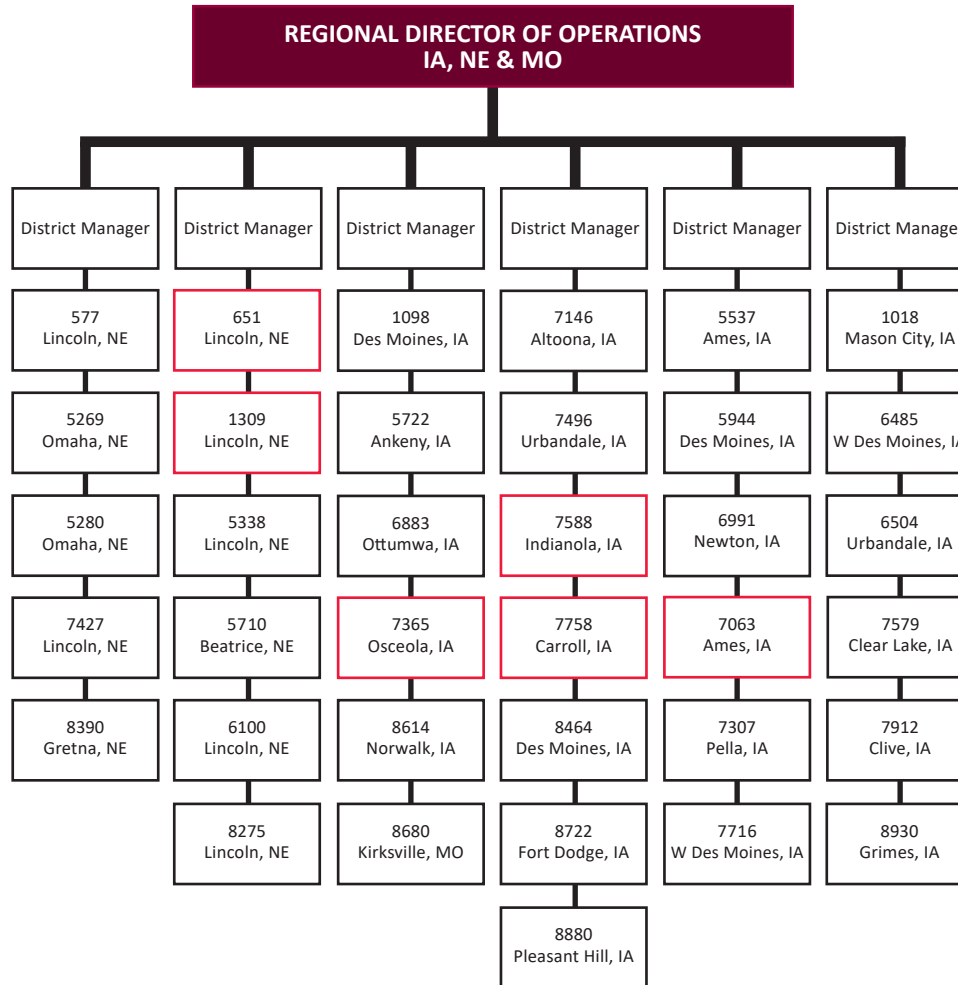 REGIONAL DIRECTOR OF OPERATIONS
IA, NE & MO
District Manager
577
Lincoln, NE
5269
Omaha, NE
5280
Omaha, NE
7427
Lincoln, NE
8390
Gretna, NE
District Manager
651
Lincoln, NE
1309
Lincoln, NE
5338
Lincoln, NE
5710
Beatrice, NE
6100
Lincoln, NE
8275
Lincoln, NE
District Manager
1098
Des Moines, IA
5722
Ankeny, IA
6883
Ottumwa, IA
7365
Osceola, IA
8614
Norwalk, IA
8680
Kirksville, MO
District Manager
7146
Altoona, IA
7496
Urbandale, IA
7588
Indianola, IA
7758
Carroll, IA
8464
Des Moines, IA
8722
Fort Dodge, IA
8880
Pleasant Hill, IA
District Manager
5537
Ames, IA
5944
Des Moines, IA
6991
Newton, IA
7063
Ames, IA
7307
Pella, IA
7716
W Des Moines, IA
District Manage
1018
Mason City, IA
6485
W Des Moines, IA
6504
Urbandale, IA
7579
Clear Lake, IA
7912
Clive, IA
8930
Grimes, IA